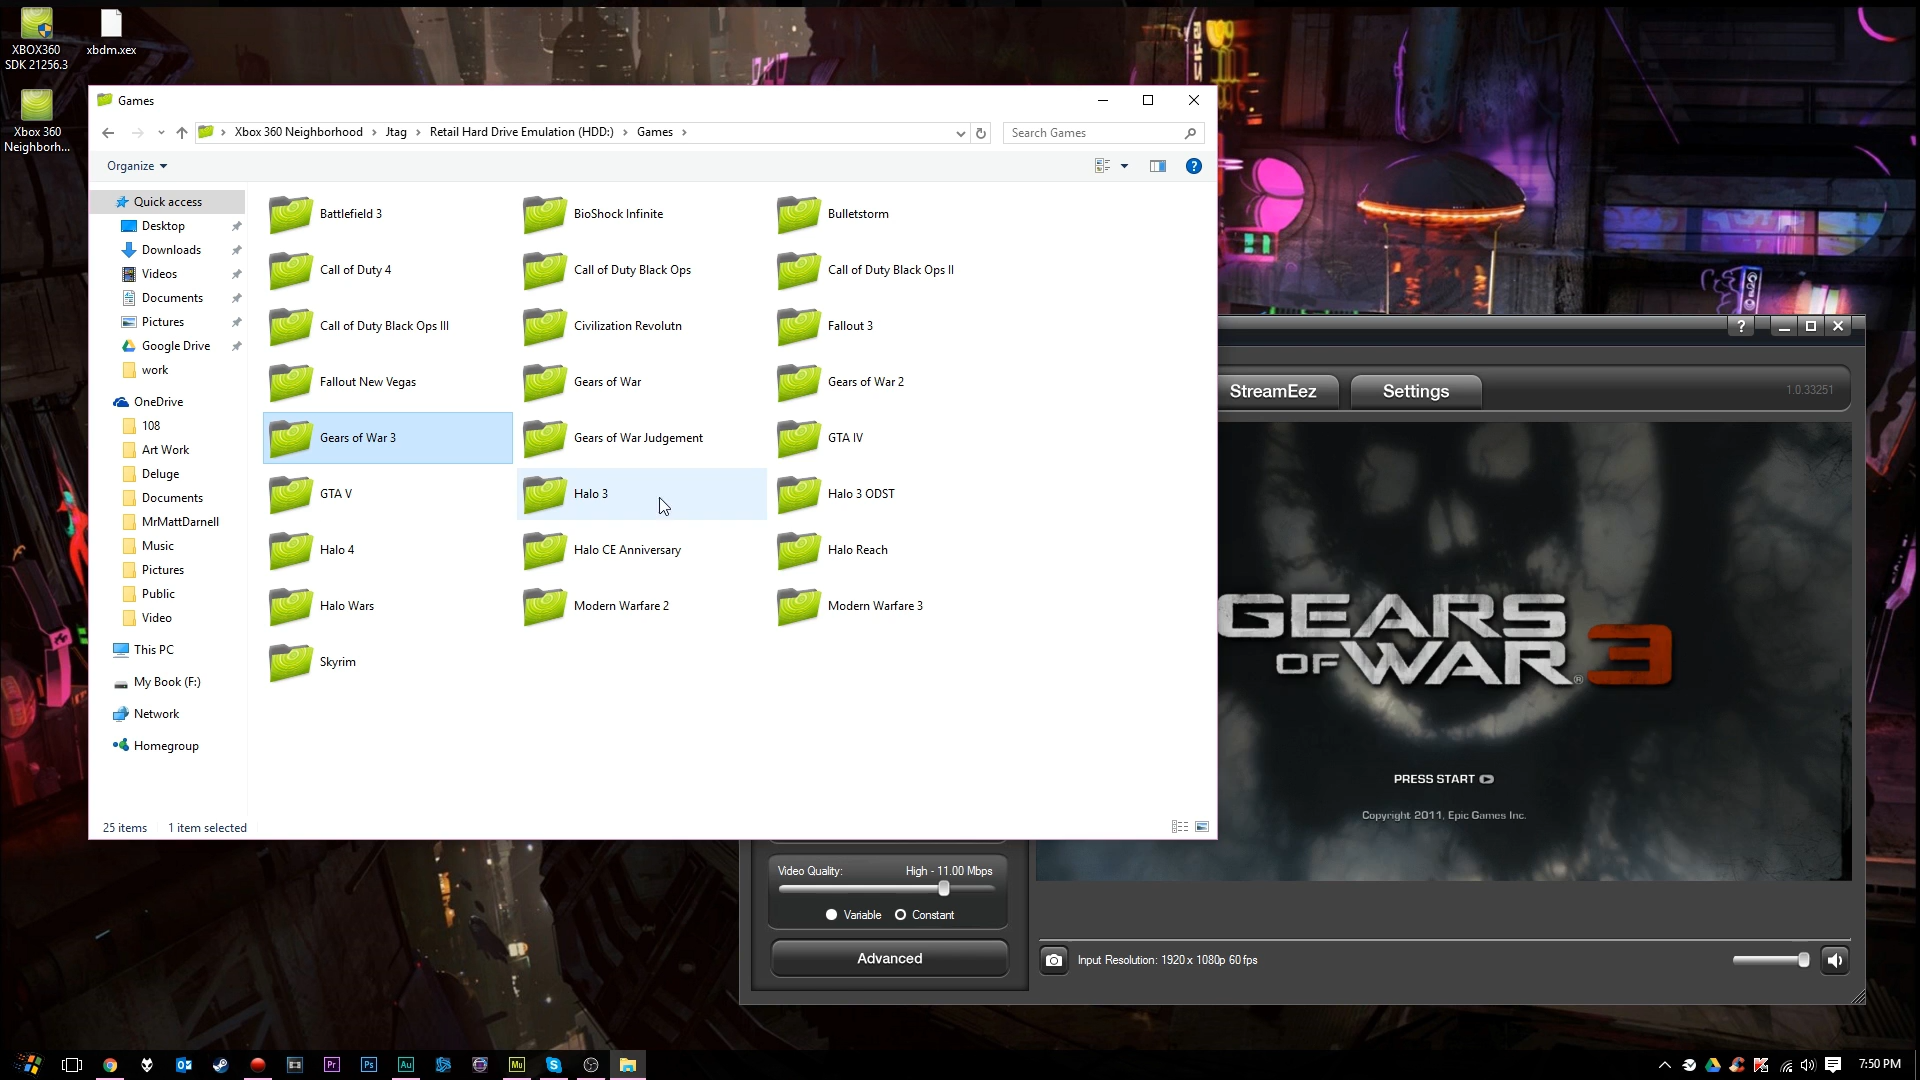 XBOX360
SDK 21256.3
xbdm.xex
Xbox 360
Neighborh...
Games
Xbox 360 Neighborhood
Jtag
Retail Hard Drive Emulation (HDD:)
Games
Search Games
Organize
Quick access
Desktop
Downloads
Videos
Documents
Pictures
Google Drive
work
OneDrive
108
Art Work
Deluge
Documents
MrMattDarnell
Music
Pictures
Public
Video
This PC
My Book (F:)
Network
Homegroup
Battlefield 3
BioShock Infinite
Bulletstorm
Call of Duty 4
Call of Duty Black Ops
Call of Duty Black Ops II
Call of Duty Black Ops III
Civilization Revolutn
Fallout 3
Fallout New Vegas
Gears of War
Gears of War 2
Gears of War 3
Gears of War Judgement
GTA IV
GTA V
Halo 3
Halo 3 ODST
Halo 4
Halo CE Anniversary
Halo Reach
Halo Wars
Modern Warfare 2
Modern Warfare 3
Skyrim
25 items
1 item selected
?
StreamEez
Settings
1.0.33251
GEARS
OF WAR 3
PRESS START
Copyright 2011, Epic Games Inc.
Video Quality:
High - 11.00 Mbps
Variable
Constant
Advanced
Input Resolution: 1920 x 1080p 60 fps
Pr
Ps
Au
Mu
7:50 PM